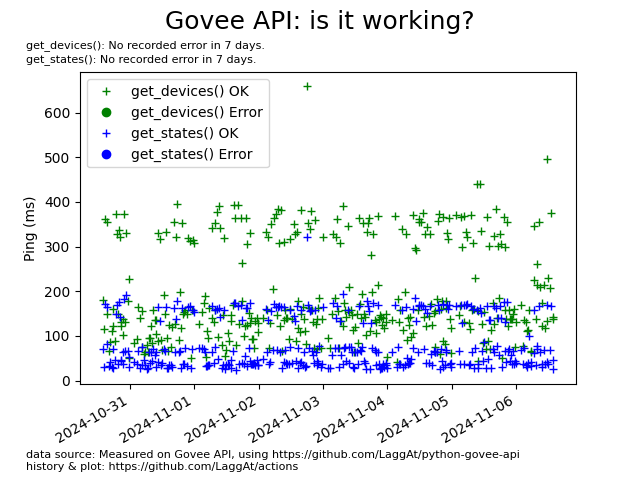 Govee API: is it working?
get_devices(): No recorded error in 7 days.
get_states(): No recorded error in 7 days.
get_devices() OK
get_devices() Error
get_states() OK
get_states() Error
Ping (ms)
600
500
400
300
200
100
0
2024-10-31
2024-11-01
2024-11-02
2024-11-03
2024-11-04
2024-11-05
2024-11-06
data source: Measured on Govee API, using https://github.com/LaggAt/python-govee-api
history & plot: https://github.com/LaggAt/actions